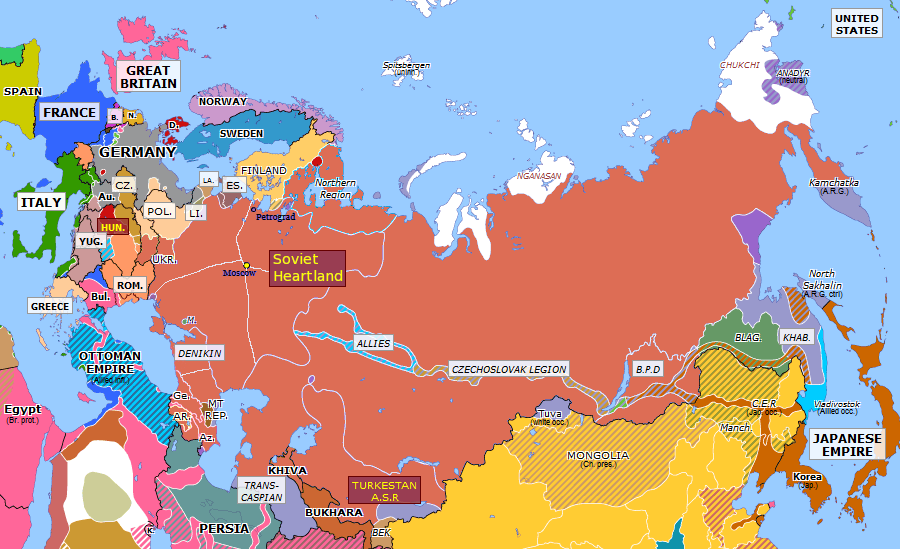 UNITED
STATES
CHUKCHI
ANADYR
(neutral)
Spitsbergen
(uninh.)
GREAT
BRITAIN
SPAIN
NORWAY
FRANCE
B.
N.
D.
SWEDEN
GERMANY
FINLAND
NGANASAN
Northern
Region
Kamchatka
(A.R.G.)
LA.
ES.
CZ.
Au.
ITALY
POL.
LI.
Petrograd
HUN.
YUG.
UKR.
Moscow
Soviet
Heartland
North
Sakhalin
(A.R.G. ctrl)
ROM.
Bul.
GREECE
M.
ALLIES
BLAG.
KHAB.
DENIKIN
OTTOMAN
EMPIRE
(Allied infl.)
CZECHOSLOVAK LEGION
B.P.D
Ge.
MT
REP.
AR.
Az.
Egypt
(Br. prot.)
Tuva
(white occ.)
C.E.R
(Jap. occ.)
Vladivostok
(Allied occ.)
Manch.
JAPANESE
EMPIRE
MONGOLIA
(Ch. pres.)
KHIVA
Korea
(Jap.)
TRANS-
CASPIAN
TURKESTAN
A.S.R
BUKHARA
PERSIA
K.
BEK